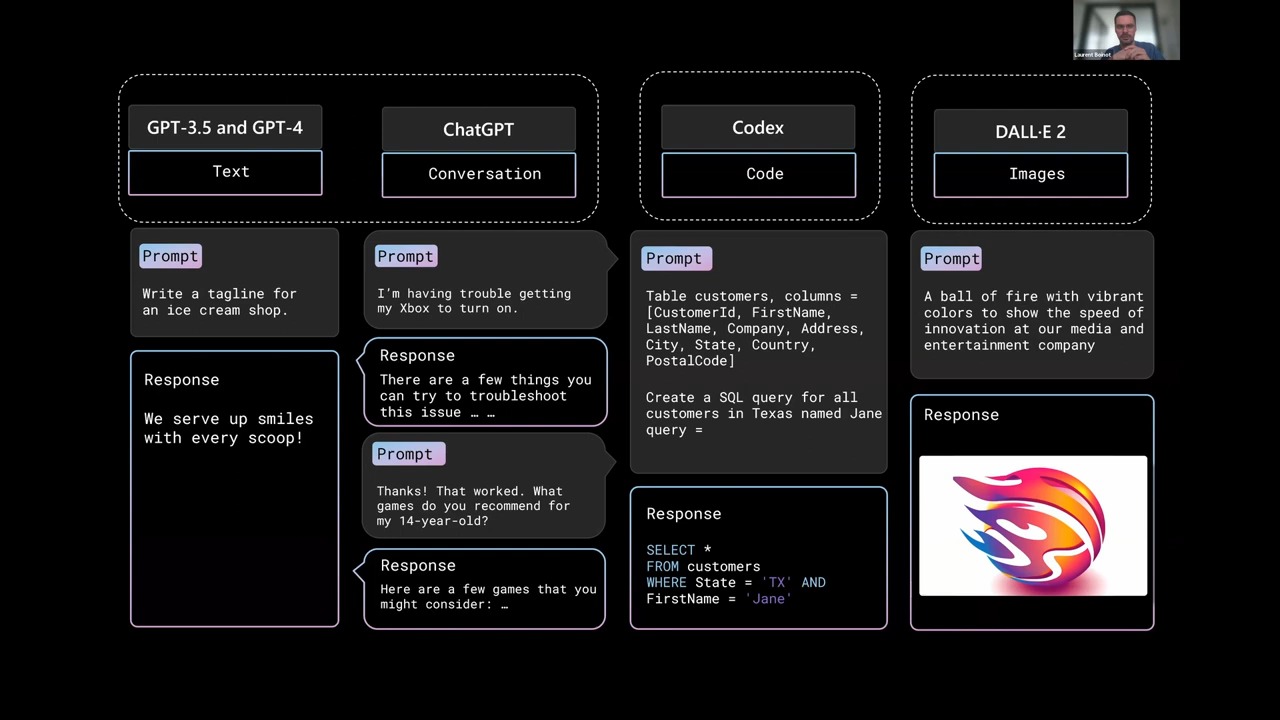 Laurent Boinot
GPT-3.5 and GPT-4
Text
ChatGPT
Conversation
Codex
Code
DALL·E 2
Images
Prompt
Write a tagline for
an ice cream shop.
Response
We serve up smiles
with every scoop!
Prompt
I'm having trouble getting
my Xbox to turn on.
Response
There are a few things you
can try to troubleshoot
this issue … …
Prompt
Thanks! That worked. What
games do you recommend for
my 14-year-old?
Response
Here are a few games that you
might consider: …
Prompt
Table customers, columns =
[CustomerId, FirstName,
LastName, Company, Address,
City, State, Country,
PostalCode]
Create a SQL query for all
customers in Texas named Jane
query =
Response
SELECT *
FROM customers
WHERE State = 'TX' AND
FirstName = 'Jane'
Prompt
A ball of fire with vibrant
colors to show the speed of
innovation at our media and
entertainment company
Response